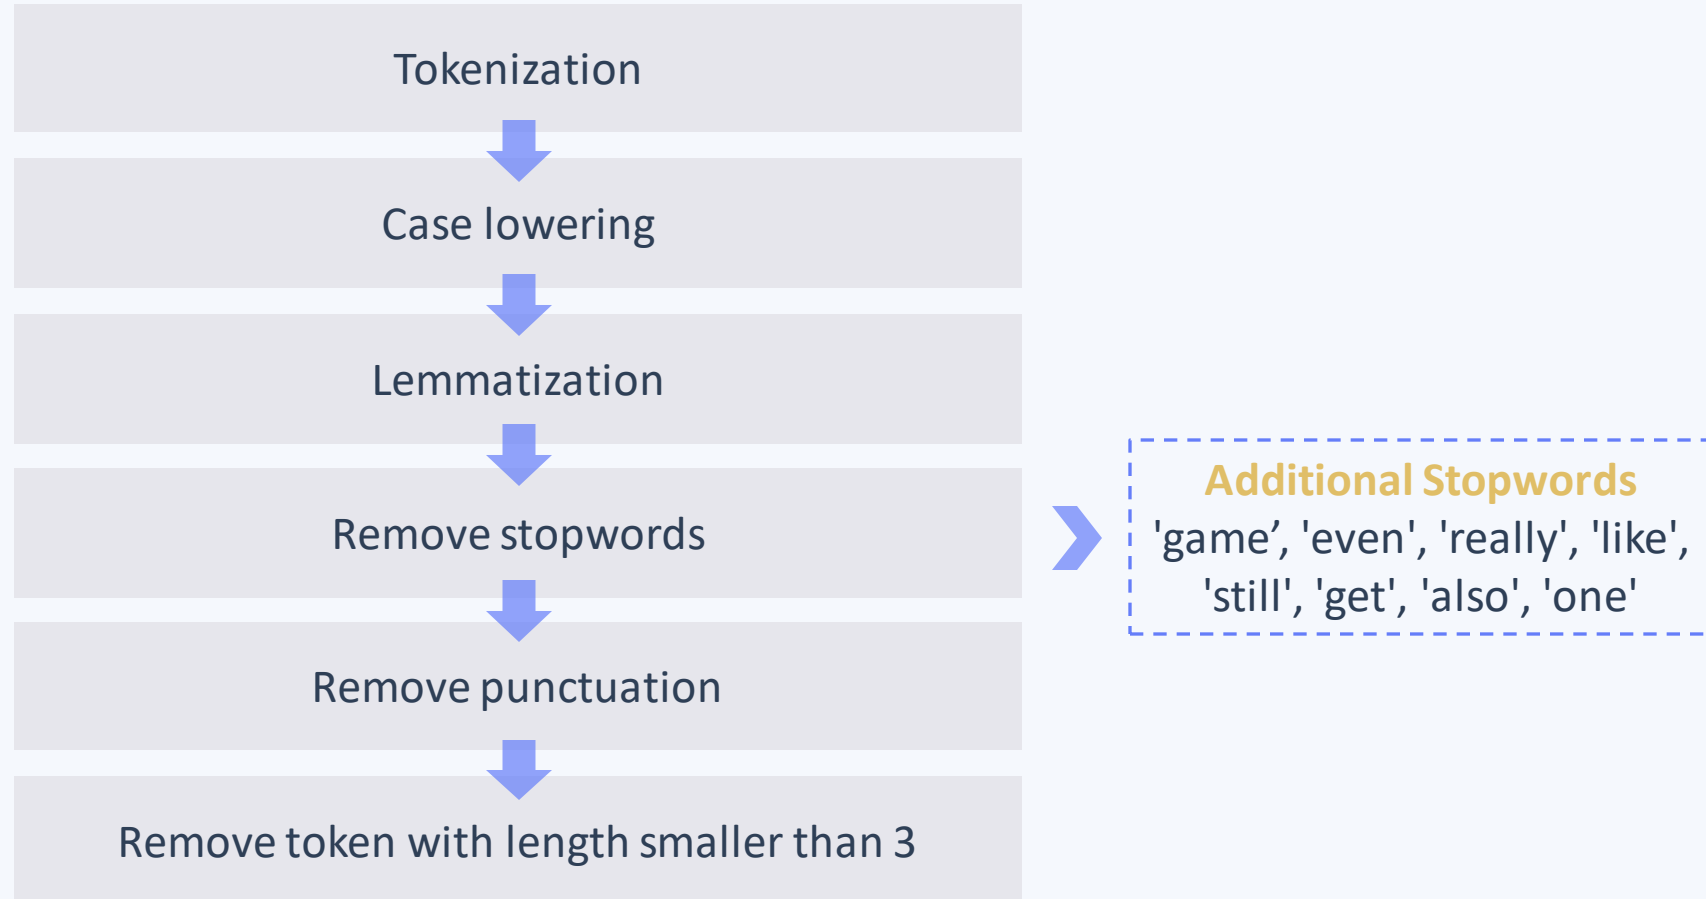 Tokenization
Case lowering
Lemmatization
Remove stopwords
Additional Stopwords
'game’, 'even', 'really', 'like',
'still', 'get', 'also', 'one'
Remove punctuation
Remove token with length smaller than 3